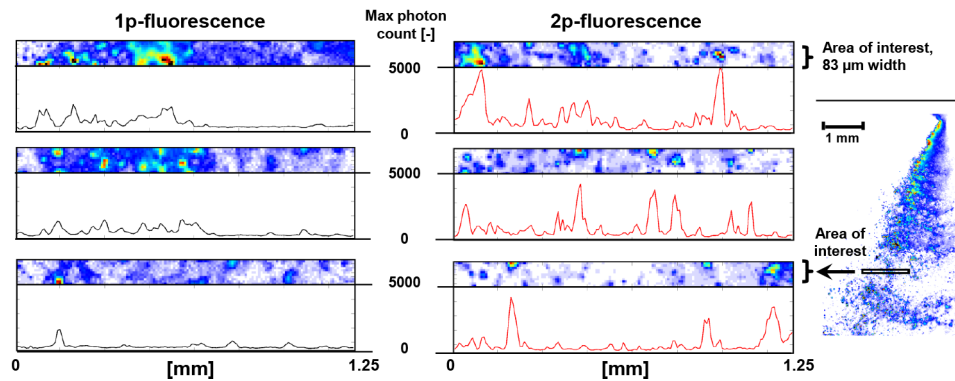 1p-fluorescence
Max photon
count [-]
2p-fluorescence
5000
0
5000
0
5000
0
0
[mm]
1.25
0
[mm]
1.25
Area of interest,
83 µm width
1 mm
Area of
interest